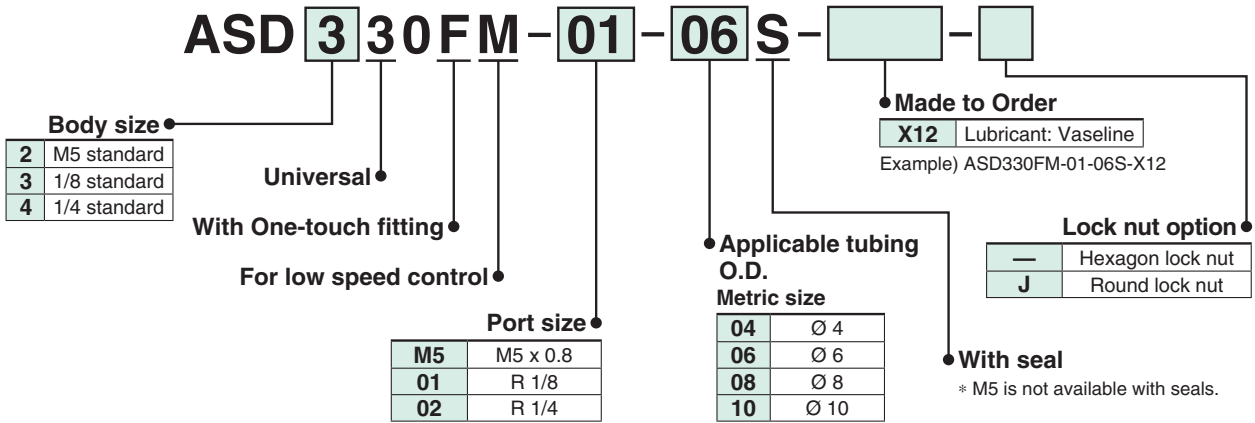 ASD 3 3 0 F M – 01 – 06 S – –
Body size
2 M5 standard
3 1/8 standard
4 1/4 standard
Universal
With One-touch fitting
For low speed control
Port size
M5 M5 x 0.8
01 R 1/8
02 R 1/4
Applicable tubing
O.D.
Metric size
04 Ø 4
06 Ø 6
08 Ø 8
10 Ø 10
Made to Order
X12 Lubricant: Vaseline
Example) ASD330FM-01-06S-X12
With seal
* M5 is not available with seals.
Lock nut option
— Hexagon lock nut
J Round lock nut